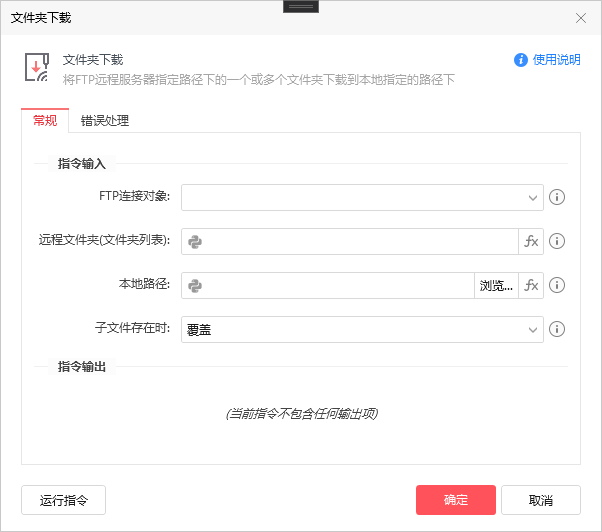 文件夹下载
文件夹下载
使用说明
将FTP远程服务器指定路径下的一个或多个文件夹下载到本地指定的路径下
常规 错误处理
指令输入
FTP连接对象:
远程文件夹(文件夹列表): fx
本地路径: 浏览... fx
子文件存在时: 覆盖
指令输出
(当前指令不包含任何输出项)
运行指令 确定 取消